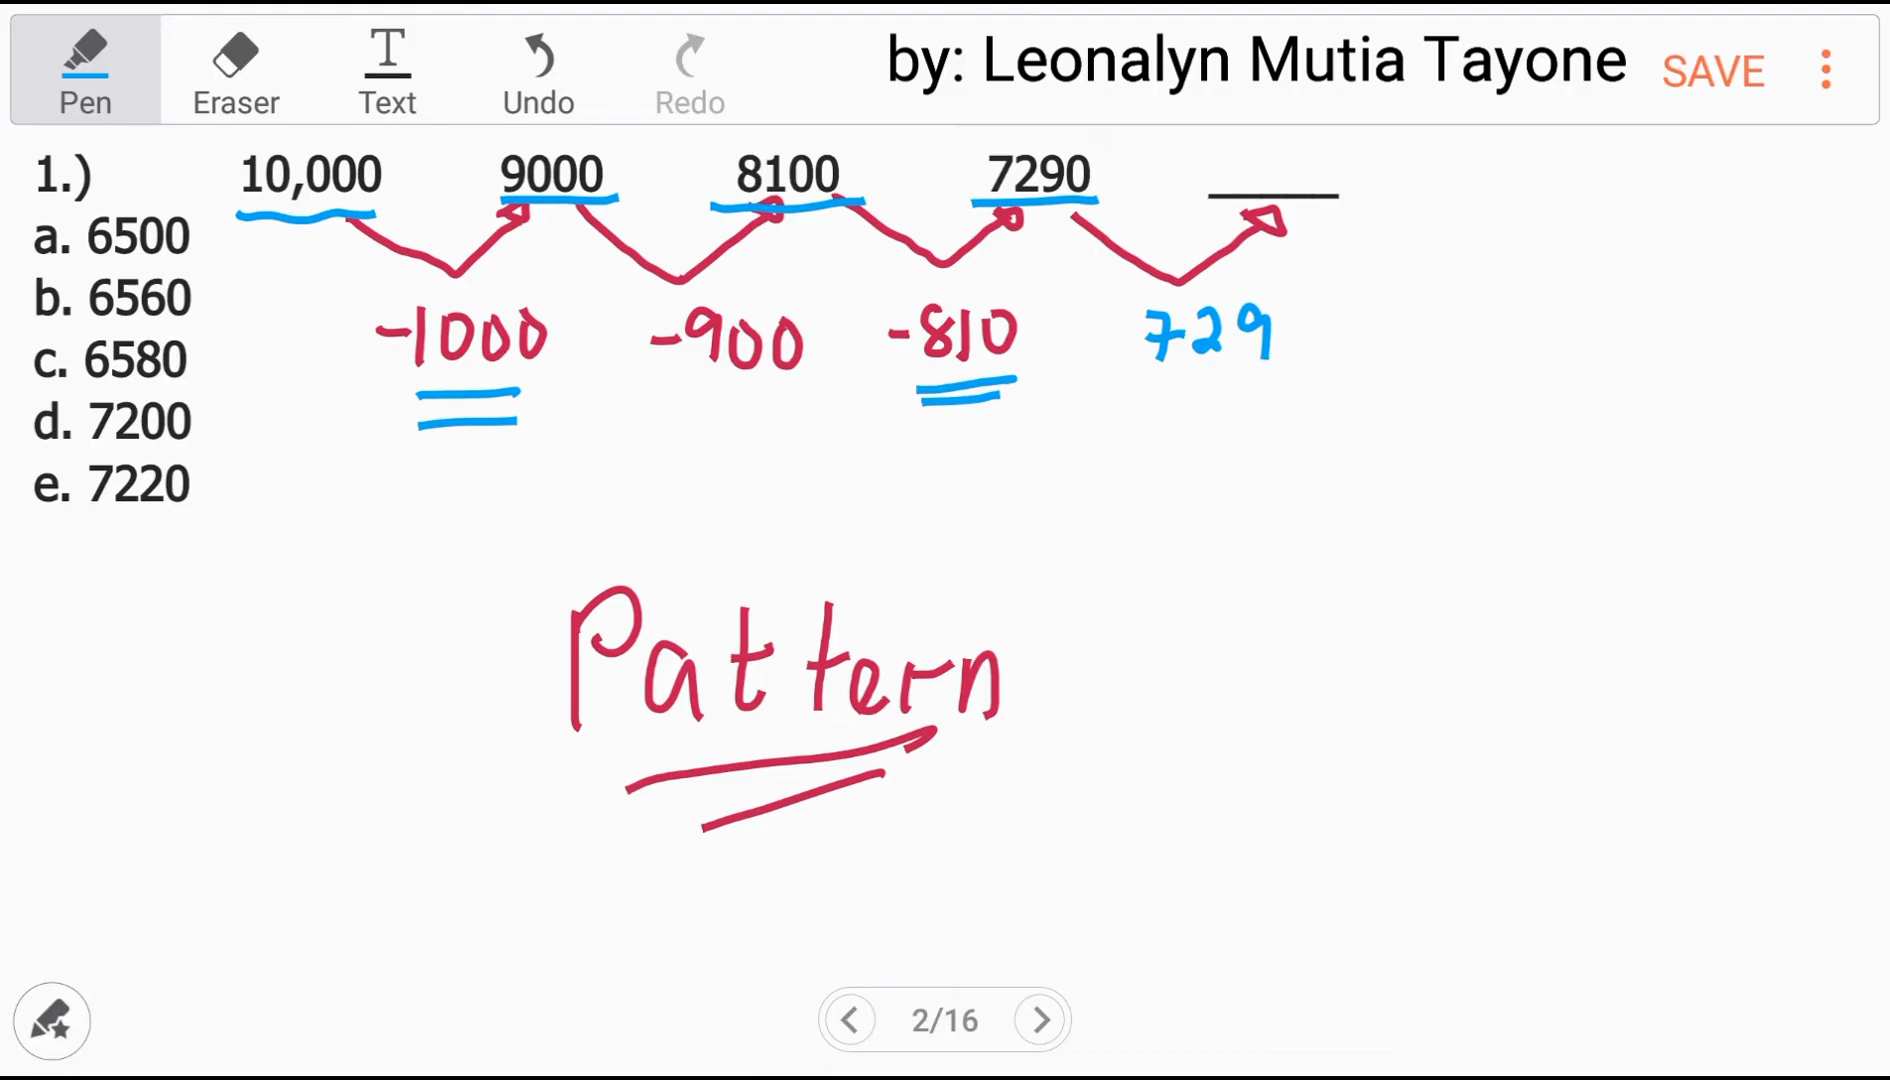 Pen Eraser Text Undo Redo by: Leonalyn Mutia Tayone SAVE
1.) 10,000 9000 8100 7290 ______
a. 6500
b. 6560
c. 6580
d. 7200
e. 7220
-1000 -900 -810 729
Pattern
2/16